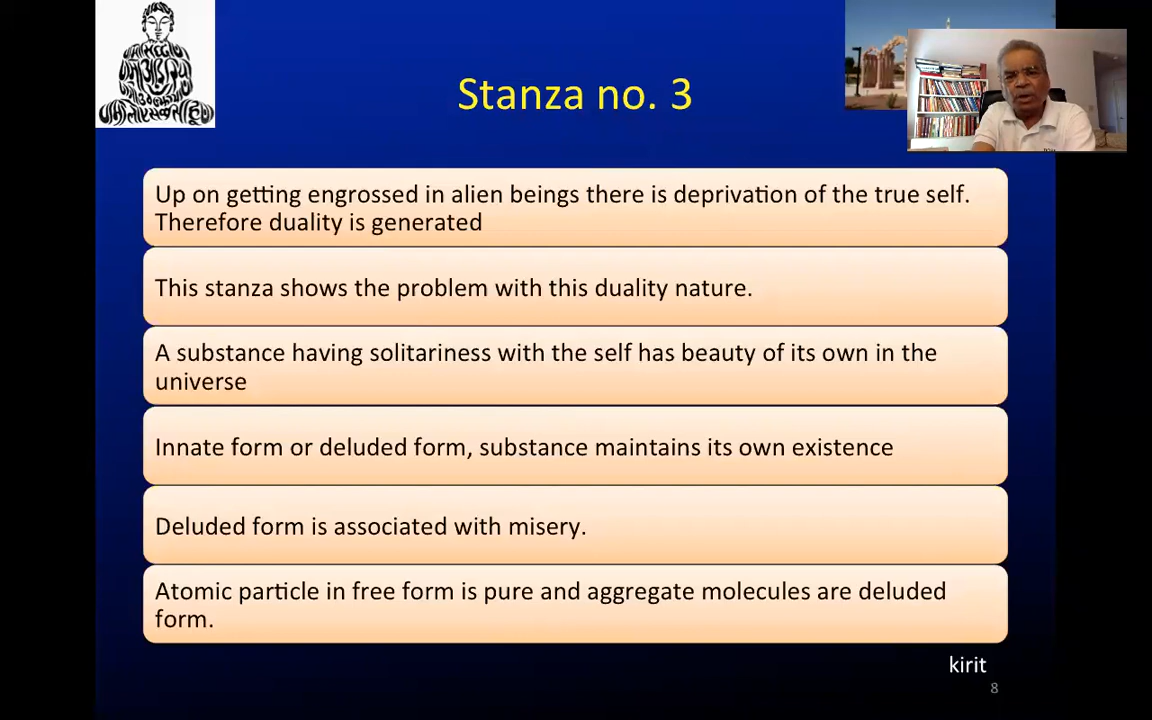 Stanza no. 3
Up on getting engrossed in alien beings there is deprivation of the true self.
Therefore duality is generated
This stanza shows the problem with this duality nature.
A substance having solitariness with the self has beauty of its own in the
universe
Innate form or deluded form, substance maintains its own existence
Deluded form is associated with misery.
Atomic particle in free form is pure and aggregate molecules are deluded
form.
kirit
8